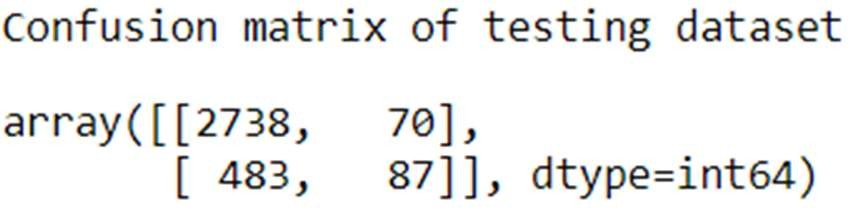 Confusion matrix of testing dataset
array([[2738,   70],
       [ 483,   87]], dtype=int64)